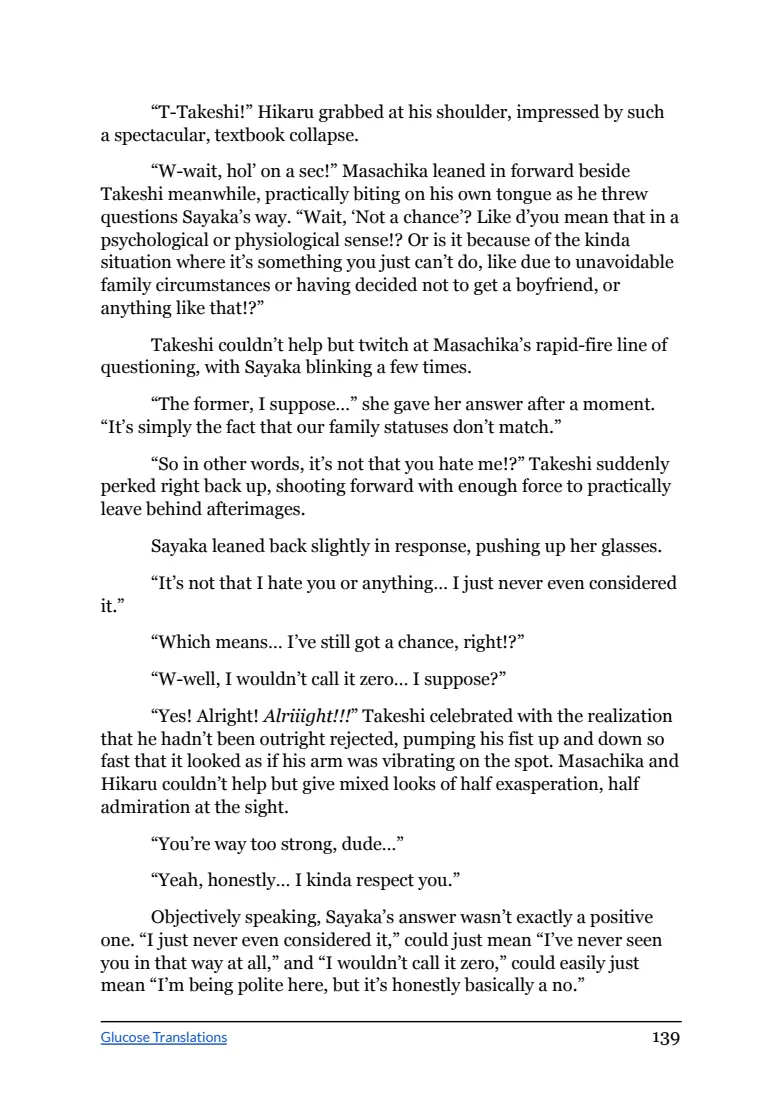 “T-Takeshi!” Hikaru grabbed at his shoulder, impressed by such
a spectacular, textbook collapse.
“W-wait, hol’ on a sec!” Masachika leaned in forward beside
Takeshi meanwhile, practically biting on his own tongue as he threw
questions Sayaka’s way. “Wait, ‘Not a chance’? Like d’you mean that in a
psychological or physiological sense!? Or is it because of the kinda
situation where it’s something you just can’t do, like due to unavoidable
family circumstances or having decided not to get a boyfriend, or
anything like that!?”
Takeshi couldn’t help but twitch at Masachika’s rapid-fire line of
questioning, with Sayaka blinking a few times.
“The former, I suppose…” she gave her answer after a moment.
“It’s simply the fact that our family statuses don’t match.”
“So in other words, it’s not that you hate me!?” Takeshi suddenly
perked right back up, shooting forward with enough force to practically
leave behind afterimages.
Sayaka leaned back slightly in response, pushing up her glasses.
“It’s not that I hate you or anything… I just never even considered
it.”
“Which means… I’ve still got a chance, right!?”
“W-well, I wouldn’t call it zero… I suppose?”
“Yes! Alright! Alriiight!!!” Takeshi celebrated with the realization
that he hadn’t been outright rejected, pumping his fist up and down so
fast that it looked as if his arm was vibrating on the spot. Masachika and
Hikaru couldn’t help but give mixed looks of half exasperation, half
admiration at the sight.
“You’re way too strong, dude…”
“Yeah, honestly… I kinda respect you.”
Objectively speaking, Sayaka’s answer wasn’t exactly a positive
one. “I just never even considered it,” could just mean “I’ve never seen
you in that way at all,” and “I wouldn’t call it zero,” could easily just
mean “I’m being polite here, but it’s honestly basically a no.”
Glucose Translations 139